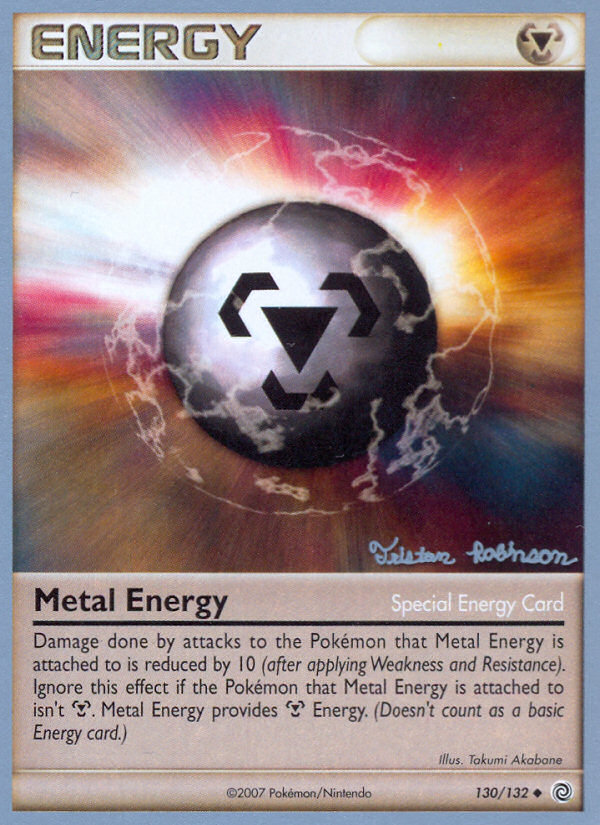 ENERGY
Tristan Robinson
Metal Energy
Special Energy Card
Damage done by attacks to the Pokémon that Metal Energy is
attached to is reduced by 10 (after applying Weakness and Resistance).
Ignore this effect if the Pokémon that Metal Energy is attached to
isn't . Metal Energy provides Energy. (Doesn't count as a basic
Energy card.)
Illus. Takumi Akabane
©2007 Pokémon/Nintendo
130/132